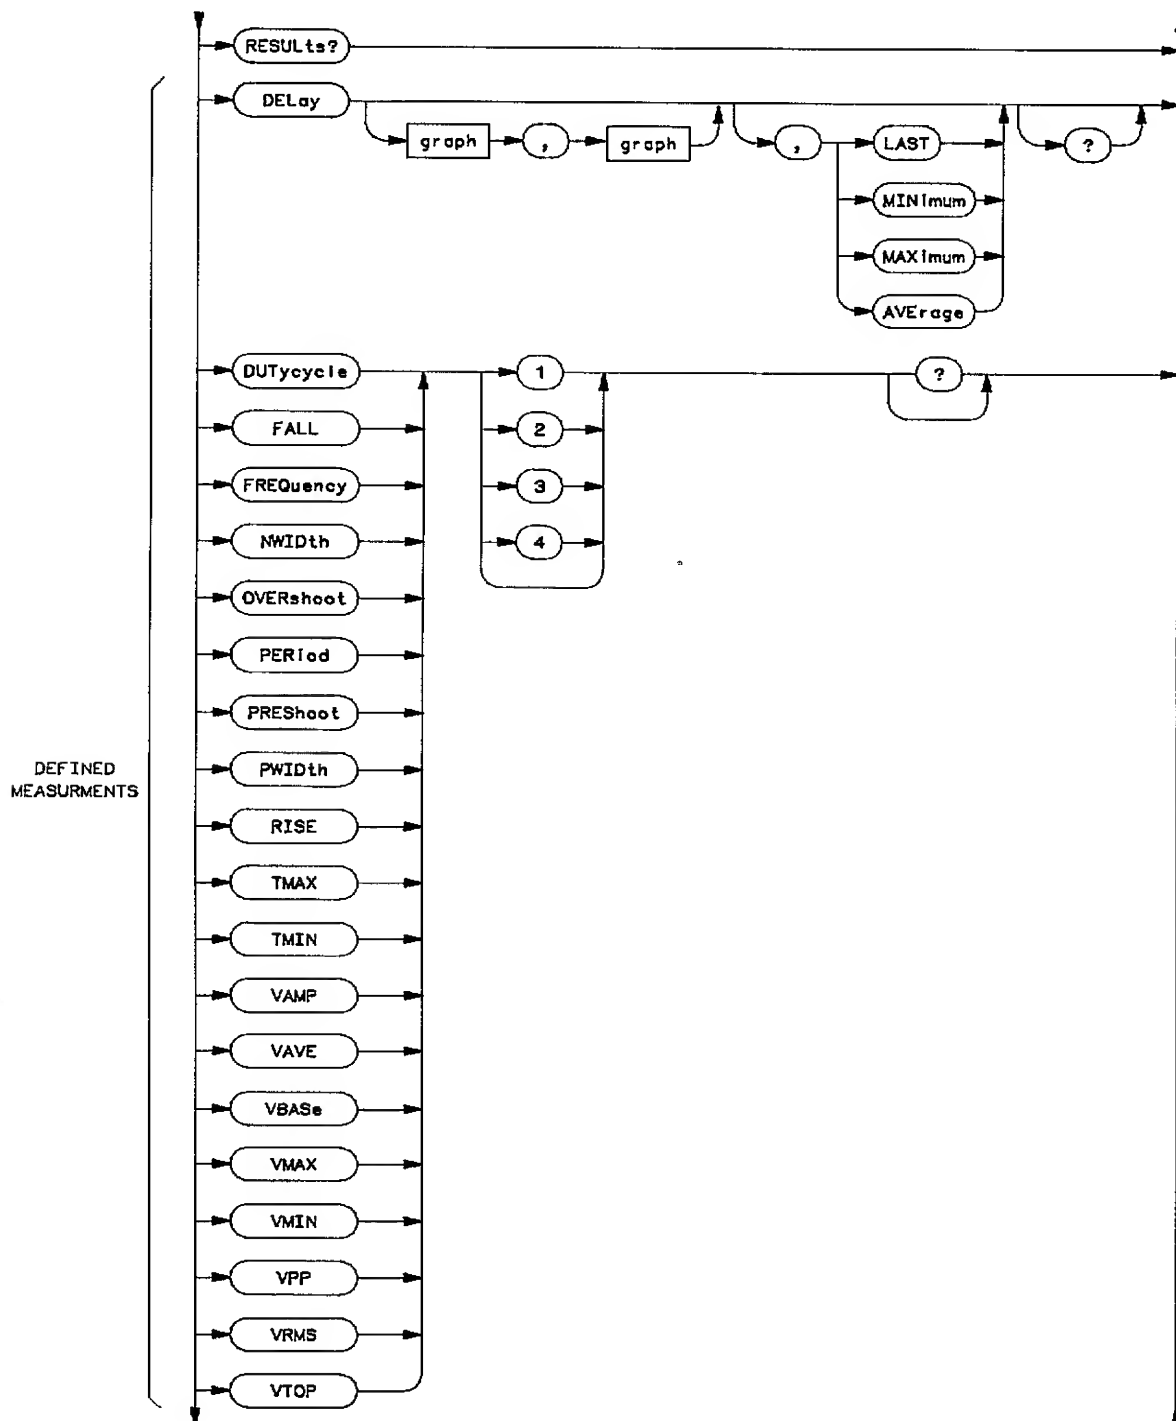 RESULts?
DELay
graph , graph , LAST ?
MINimum
MAXimum
AVErage
DUTycycle 1 ?
FALL 2
FREQuency 3
NWIDth 4
OVERshoot
PERiod
PREShoot
DEFINED
MEASURMENTS
PWIDth
RISE
TMAX
TMIN
VAMP
VAVE
VBASe
VMAX
VMIN
VPP
VRMS
VTOP